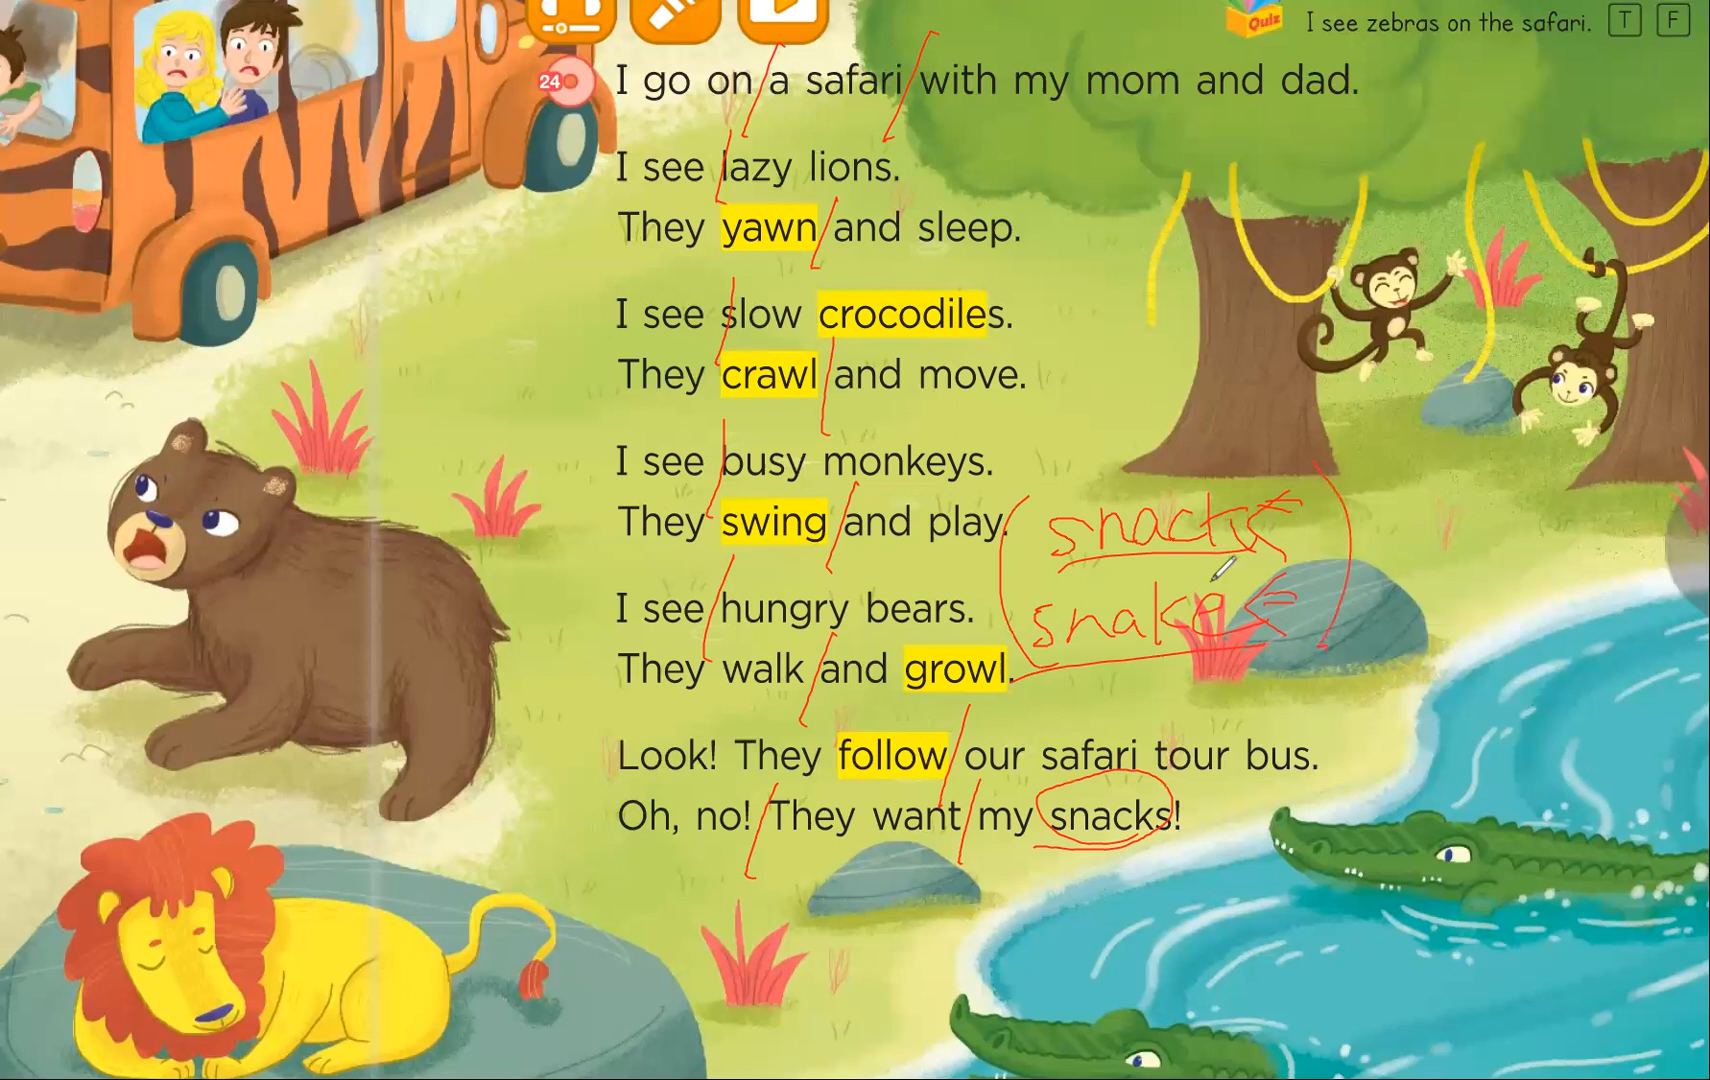 Quiz I see zebras on the safari. T F
24 I go on a safari with my mom and dad.
I see lazy lions.
They yawn and sleep.
I see slow crocodiles.
They crawl and move.
I see busy monkeys.
They swing and play.
snacks
I see hungry bears.
snake
They walk and growl.
Look! They follow our safari tour bus.
Oh, no! They want my snacks!